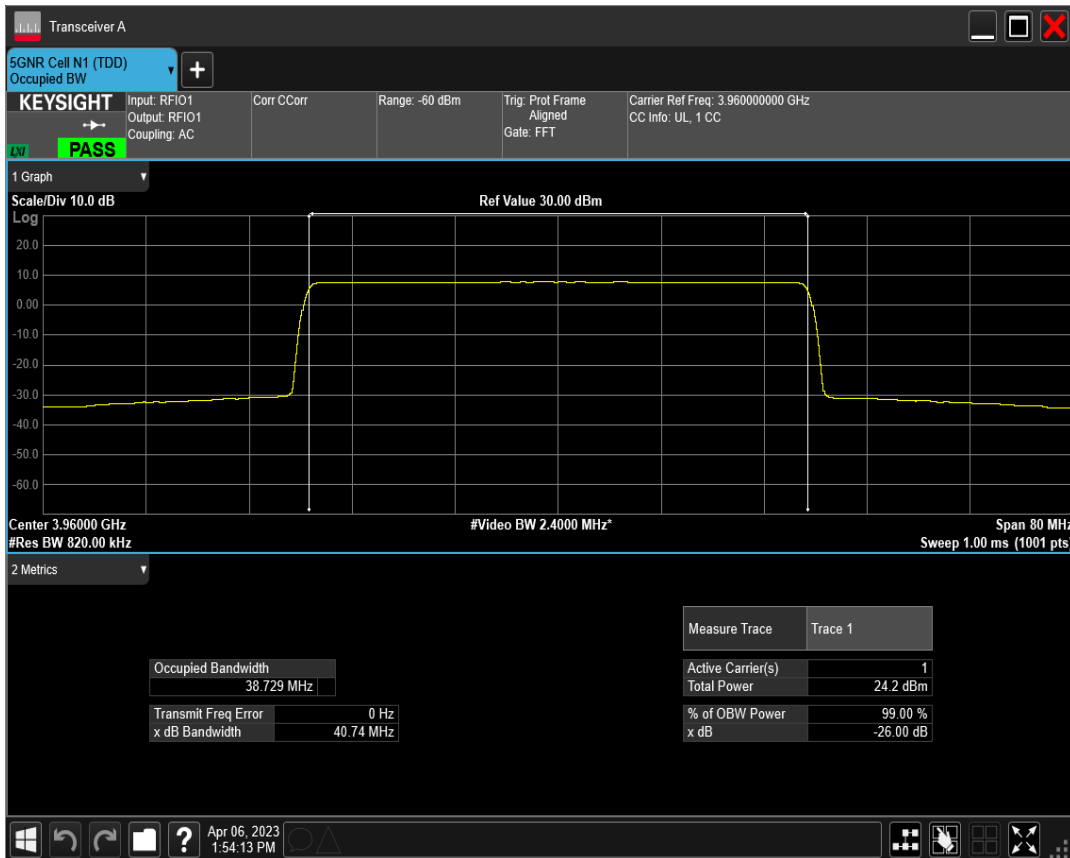 Transceiver A
5GNR Cell N1 (TDD)
Occupied BW
+
KEYSIGHT
LXI
PASS
Input: RFIO1
Output: RFIO1
Coupling: AC
Corr CCorr
Range: -60 dBm
Trig: Prot Frame
Aligned
Gate: FFT
Carrier Ref Freq: 3.960000000 GHz
CC Info: UL, 1 CC
1 Graph
Scale/Div 10.0 dB
Ref Value 30.00 dBm
Log
20.0
10.0
0.00
-10.0
-20.0
-30.0
-40.0
-50.0
-60.0
Center 3.96000 GHz
#Video BW 2.4000 MHz*
Span 80 MHz
#Res BW 820.00 kHz
Sweep 1.00 ms (1001 pts)
2 Metrics
Measure Trace Trace 1
Occupied Bandwidth
38.729 MHz
Transmit Freq Error 0 Hz
x dB Bandwidth 40.74 MHz
Active Carrier(s) 1
Total Power 24.2 dBm
% of OBW Power 99.00 %
x dB -26.00 dB
?
Apr 06, 2023
1:54:13 PM